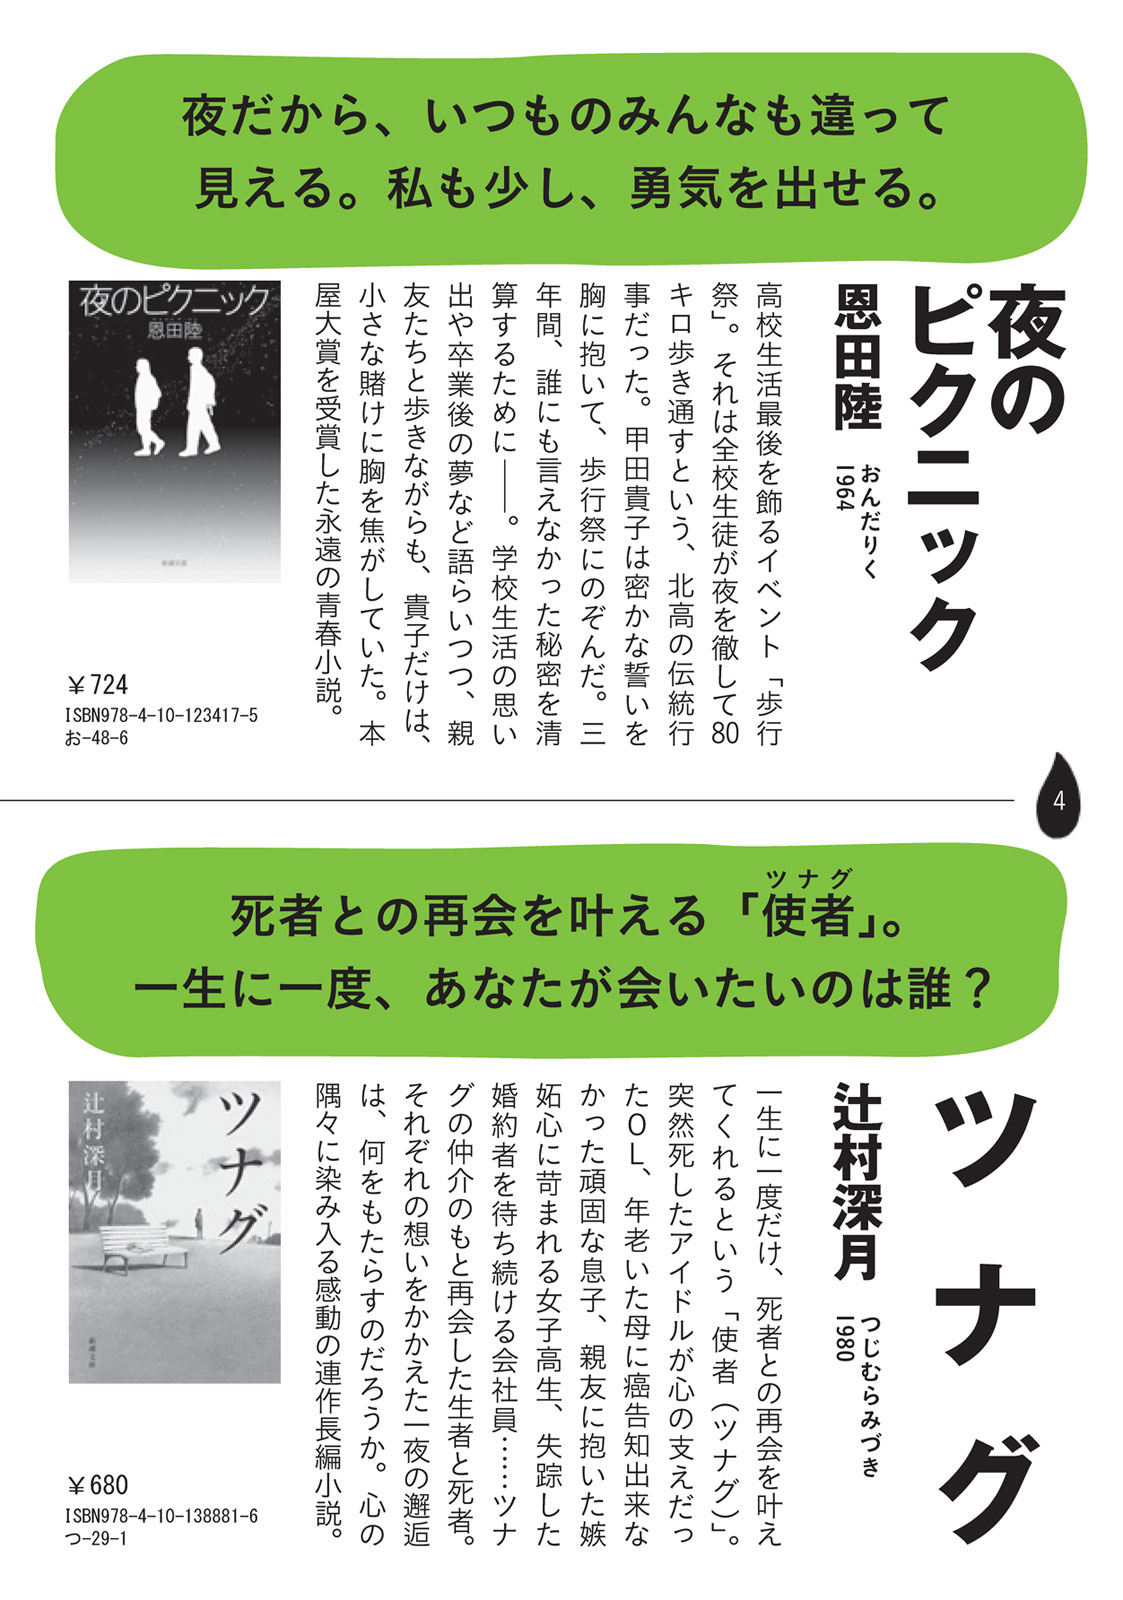 夜だから、いつものみんなも違って
見える。私も少し、勇気を出せる。
夜の
ピクニック
恩田陸
おんだりく
1964
高校生活最後を飾るイベント「歩行
祭」。それは全校生徒が夜を徹して80
キロ歩き通すという、北高の伝統行
事だった。甲田貴子は密かな誓いを
胸に抱いて、歩行祭にのぞんだ。三
年間、誰にも言えなかった秘密を清
算するために――。学校生活の思い
出や卒業後の夢など語らいつつ、親
友たちと歩きながらも、貴子だけは、
小さな賭けに胸を焦がしていた。本
屋大賞を受賞した永遠の青春小説。
夜のピクニック
恩田陸
新潮文庫
￥724
ISBN978-4-10-123417-5
お-48-6
4
ツナグ
死者との再会を叶える「使者」。
一生に一度、あなたが会いたいのは誰？
ツナグ
辻村深月
つじむらみづき
1980
一生に一度だけ、死者との再会を叶え
てくれるという「使者（ツナグ）」。
突然死したアイドルが心の支えだっ
たＯＬ、年老いた母に癌告知出来な
かった頑固な息子、親友に抱いた嫉
妬心に苛まれる女子高生、失踪した
婚約者を待ち続ける会社員……ツナ
グの仲介のもと再会した生者と死者。
それぞれの想いをかかえた一夜の邂逅
は、何をもたらすのだろうか。心の
隅々に染み入る感動の連作長編小説。
ツナグ
辻村深月
新潮文庫
￥680
ISBN978-4-10-138881-6
つ-29-1